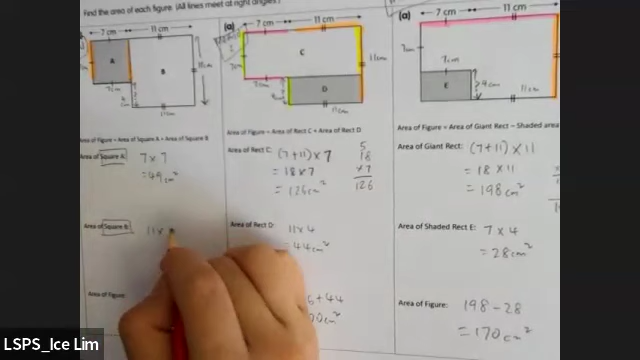 Find the area of each figure. (All lines meet at right angles.)
7 cm
11 cm
A
B
7cm
11cm
11cm
Area of Figure = Area of Square A + Area of Square B
Area of Square A: 7 x 7
= 49 cm²
Area of Square B: 11 x
Area of Figure:
(a)
7 cm
11 cm
C
D
7cm
7cm
11cm
11cm
Area of Figure = Area of Rect C + Area of Rect D
Area of Rect C: (7+11) x 7
= 18 x 7
= 126 cm²
5
18
x 7
126
Area of Rect D: 11 x 4
= 44 cm²
6 + 44
(a)
7 cm
11 cm
7cm
7cm
4cm
E
11cm
Area of Figure = Area of Giant Rect – Shaded area
Area of Giant Rect: (7+11) x 11
= 18 x 11
= 198 cm²
Area of Shaded Rect E: 7 x 4
= 28 cm²
Area of Figure: 198 - 28
= 170 cm²
LSPS_Ice Lim